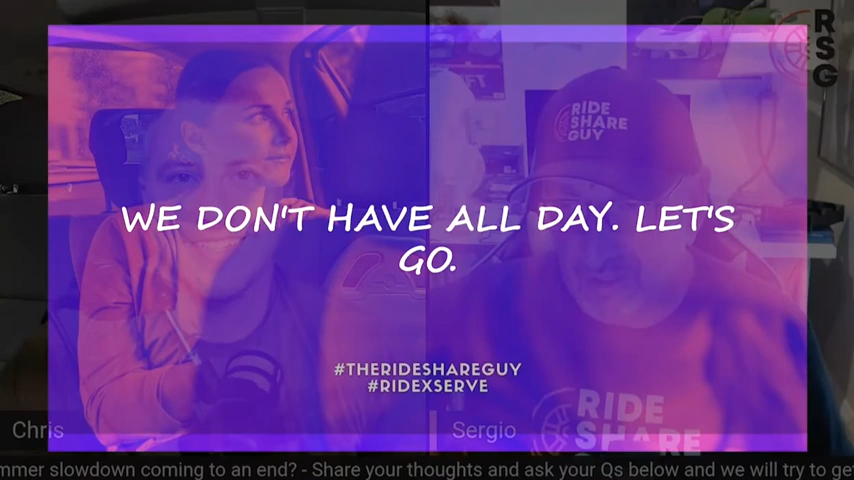 RSG
RIDE
SHARE
GUY
WE DON'T HAVE ALL DAY. LET'S
GO.
#THERIDESHAREGUY
#RIDEXSERVE
RIDE
SHARE
Chris
Sergio
mmer slowdown coming to an end? - Share your thoughts and ask your Qs below and we will try to get